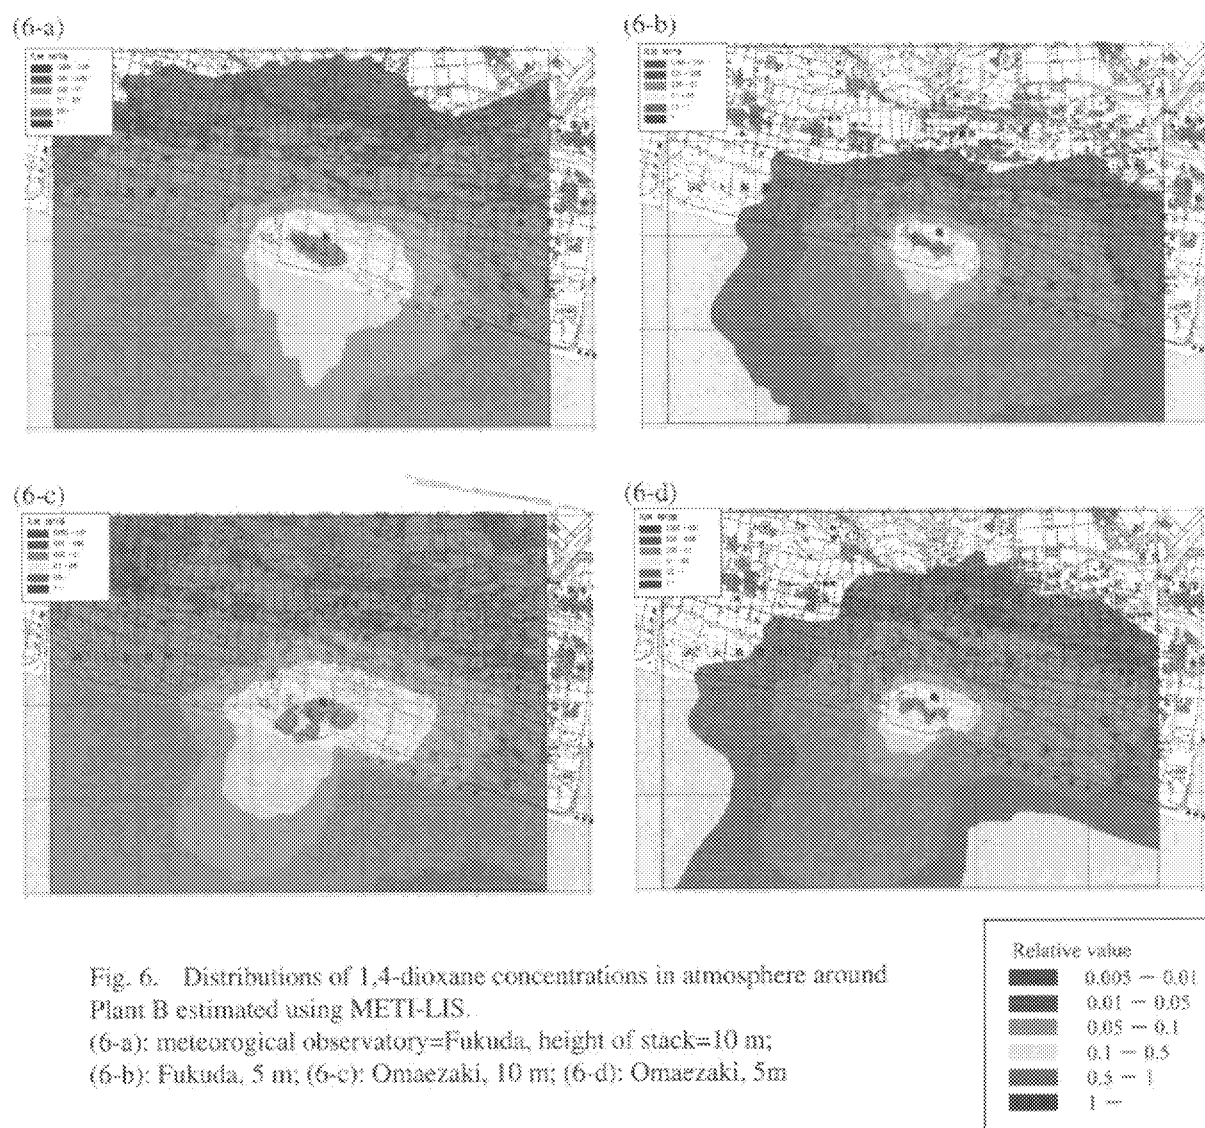 (6-a)
(6-b)
(6-c)
(6-d)
Fig. 6. Distributions of 1,4-dioxane concentrations in atmosphere around
Plant B estimated using METI-LIS.
(6-a): meteorogical observatory=Fukuda, height of stack=10 m;
(6-b): Fukuda, 5 m; (6-c): Omaezaki, 10 m; (6-d): Omaezaki, 5m
Relative value
0.005 － 0.01
0.01 － 0.05
0.05 － 0.1
0.1 － 0.5
0.5 － 1
1 －